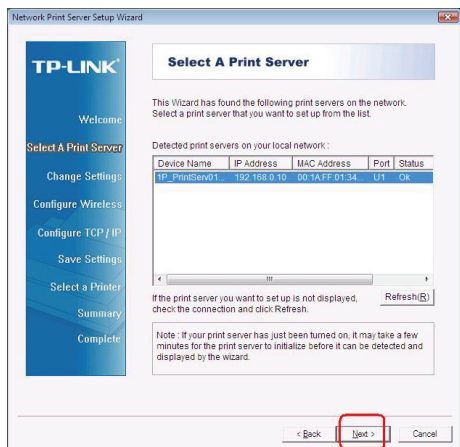 Network Print Server Setup Wizard
TP-LINK
Welcome
Select A Print Server
Change Settings
Configure Wireless
Configure TCP / IP
Save Settings
Select a Printer
Summary
Complete
Select A Print Server
This Wizard has found the following print servers on the network.
Select a print server that you want to set up from the list.
Detected print servers on your local network :
Device Name IP Address MAC Address Port Status
1P_PrintServ01... 192.168.0.10 00:1A:FF:01:34... U1 Ok
If the print server you want to set up is not displayed,
check the connection and click Refresh.
Refresh(R)
Note : If your print server has just been turned on, it may take a few
minutes for the print server to initialize before it can be detected and
displayed by the wizard.
< Back Next > Cancel